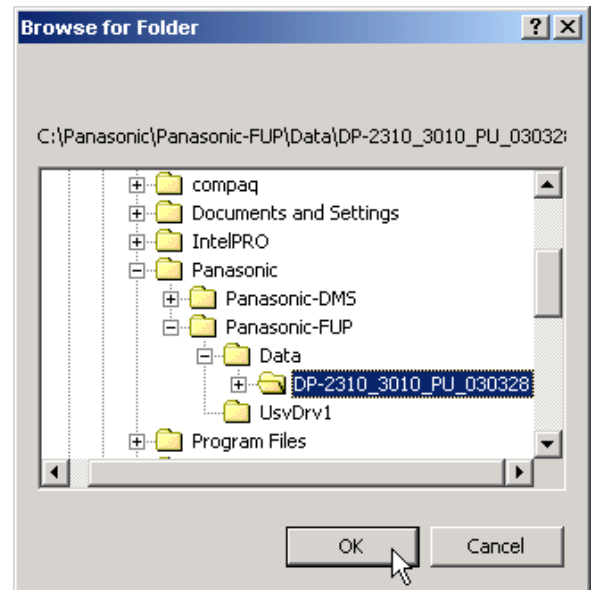 Browse for Folder
C:\Panasonic\Panasonic-FUP\Data\DP-2310_3010_PU_030328
compaq
Documents and Settings
IntelPRO
Panasonic
Panasonic-DMS
Panasonic-FUP
Data
DP-2310_3010_PU_030328
UsvDrv1
Program Files
OK
Cancel